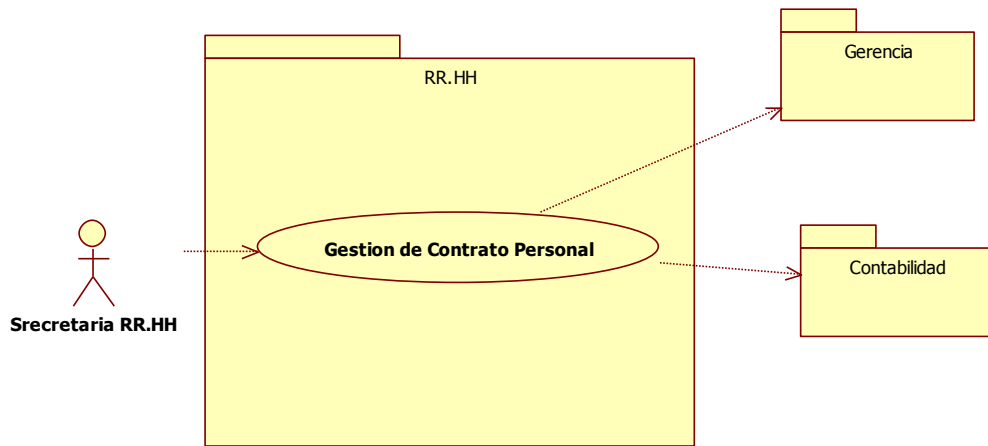 Gerencia
RR.HH
Gestion de Contrato Personal
Contabilidad
Srecretaria RR.HH